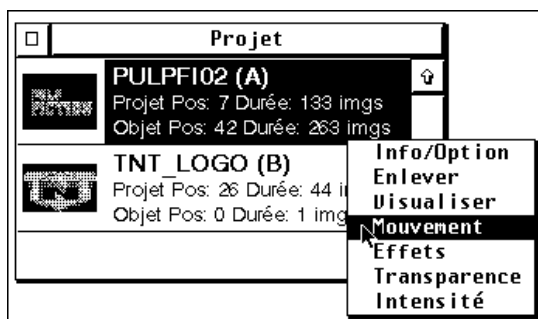 Projet
PULPFI02 (A)
Projet Pos: 7 Durée: 133 imgs
Objet Pos: 42 Durée: 263 imgs
TNT_LOGO (B)
Projet Pos: 26 Durée: 44 i
Objet Pos: 0 Durée: 1 img
Info/Option
Enlever
Visualiser
Mouvement
Effets
Transparence
Intensité